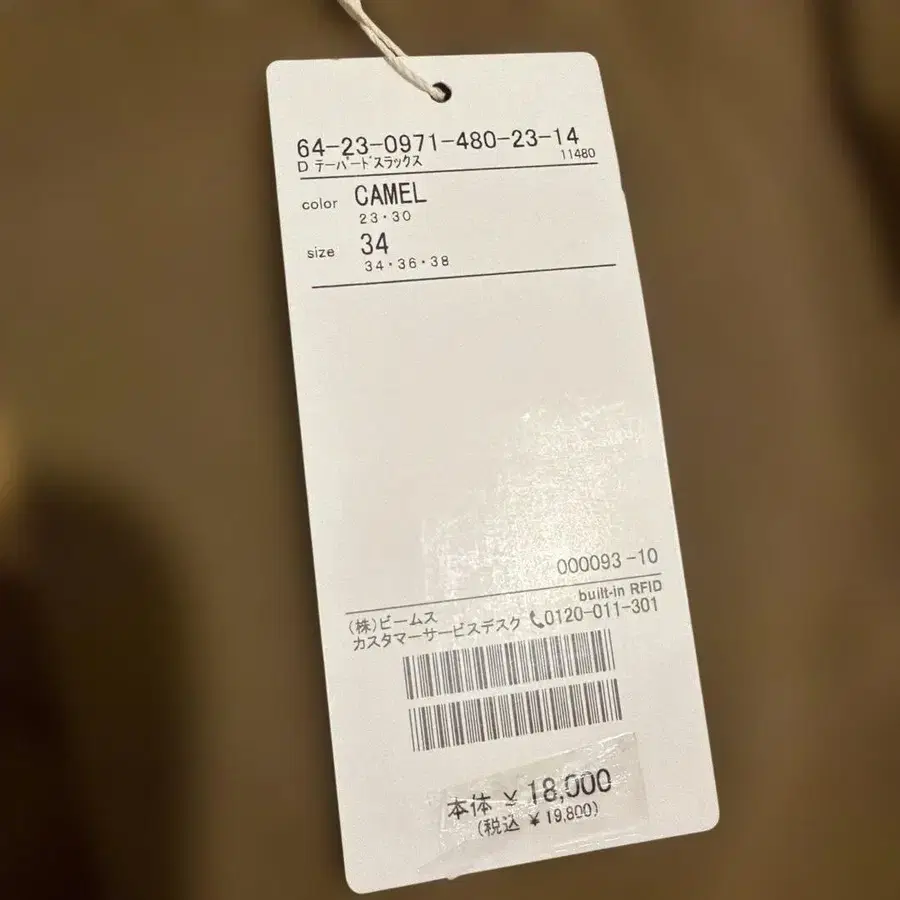 64-23-0971-480-23-14
D テーパードスラックス 11480
color CAMEL
23・30
size 34
34・36・38
000093-10
built-in RFID
(株)ビームス
カスタマーサービスデスク 0120-011-301
本体 ¥18,000
(税込 ¥19,800)